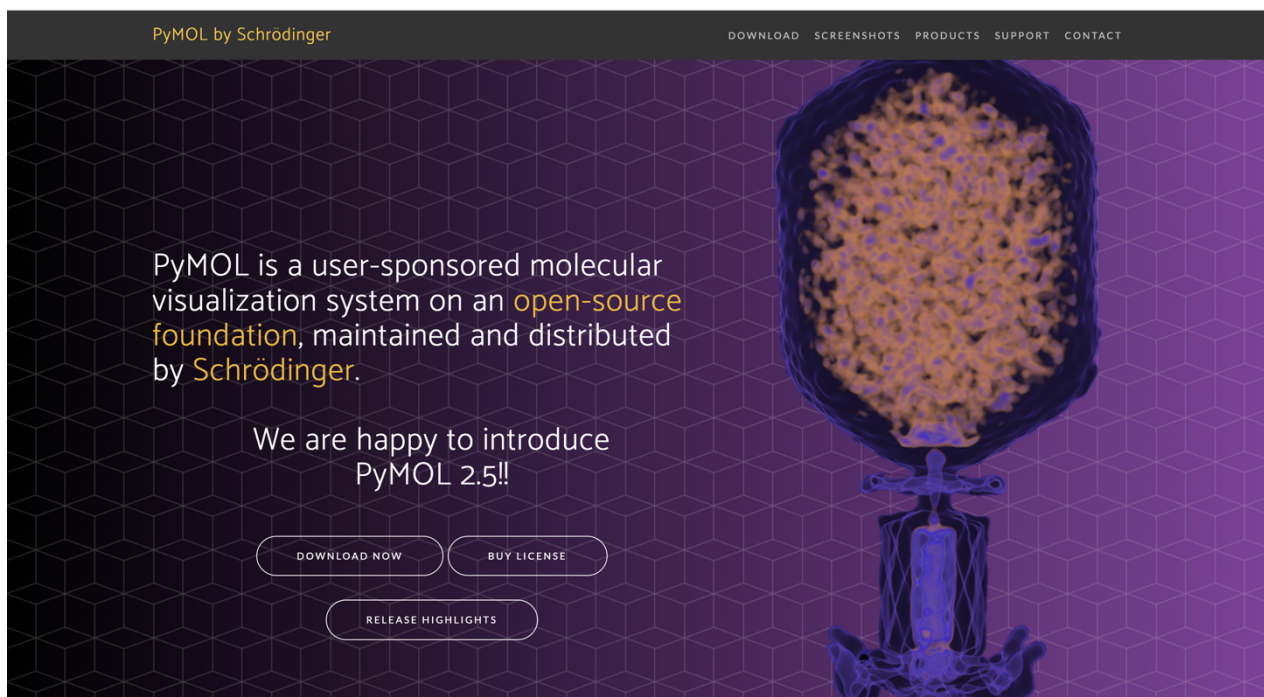 PyMOL by Schrödinger
DOWNLOAD SCREENSHOTS PRODUCTS SUPPORT CONTACT
PyMOL is a user-sponsored molecular
visualization system on an open-source
foundation, maintained and distributed
by Schrödinger.
We are happy to introduce
PyMOL 2.5!!
DOWNLOAD NOW
BUY LICENSE
RELEASE HIGHLIGHTS